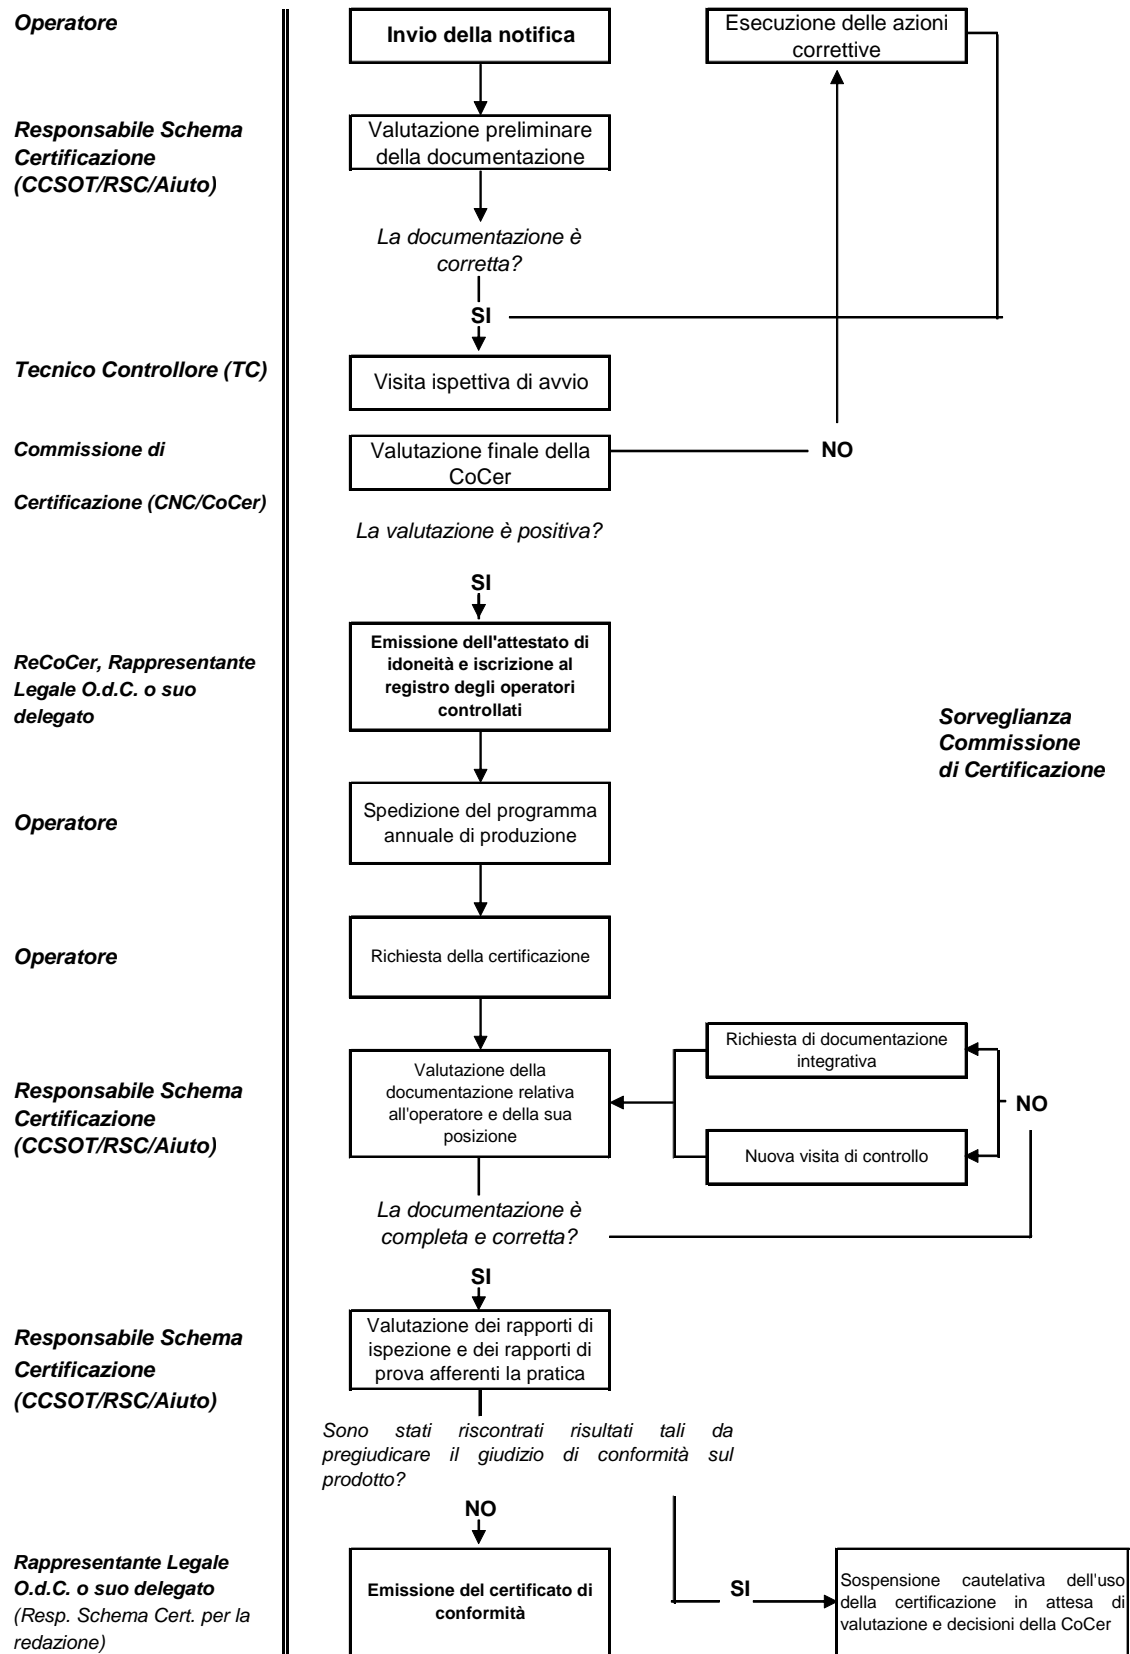 Operatore
Invio della notifica
Esecuzione delle azioni
correttive
Responsabile Schema
Certificazione
(CCSOT/RSC/Aiuto)
Valutazione preliminare
della documentazione
La documentazione è
corretta?
SI
Tecnico Controllore (TC)
Visita ispettiva di avvio
Commissione di
Certificazione (CNC/CoCer)
Valutazione finale della
CoCer
NO
La valutazione è positiva?
SI
ReCoCer, Rappresentante
Legale O.d.C. o suo
delegato
Emissione dell'attestato di
idoneità e iscrizione al
registro degli operatori
controllati
Sorveglianza
Commissione
di Certificazione
Operatore
Spedizione del programma
annuale di produzione
Operatore
Richiesta della certificazione
Responsabile Schema
Certificazione
(CCSOT/RSC/Aiuto)
Valutazione della
documentazione relativa
all'operatore e della sua
posizione
Richiesta di documentazione
integrativa
NO
Nuova visita di controllo
La documentazione è
completa e corretta?
SI
Responsabile Schema
Certificazione
(CCSOT/RSC/Aiuto)
Valutazione dei rapporti di
ispezione e dei rapporti di
prova afferenti la pratica
Sono stati riscontrati risultati tali da
pregiudicare il giudizio di conformità sul
prodotto?
NO
Rappresentante Legale
O.d.C. o suo delegato
(Resp. Schema Cert. per la
redazione)
Emissione del certificato di
conformità
SI
Sospensione cautelativa dell'uso
della certificazione in attesa di
valutazione e decisioni della CoCer